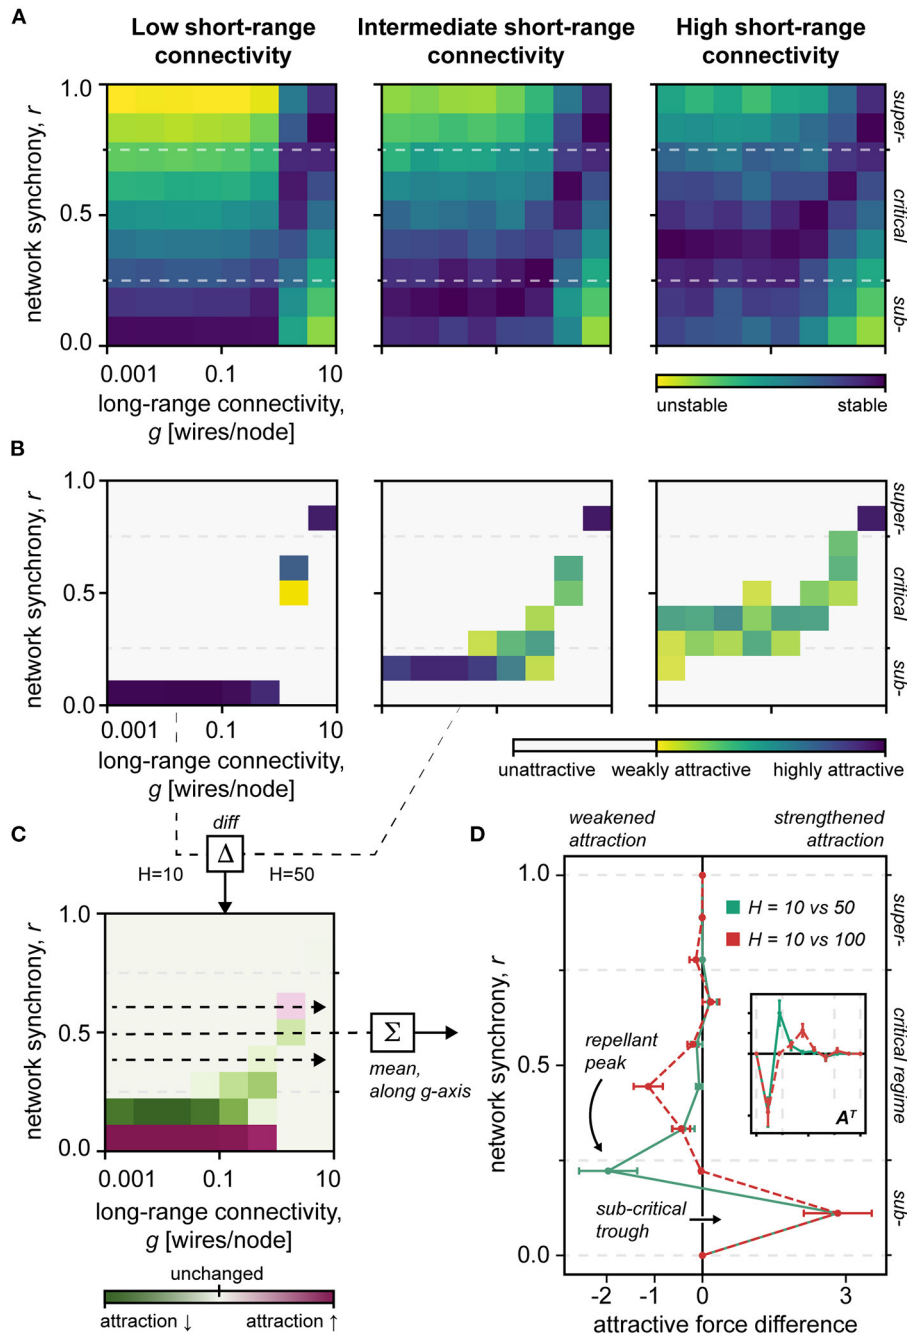 A
Low short-range
connectivity
Intermediate short-range
connectivity
High short-range
connectivity
network synchrony, r
1.0
0.5
0.0
0.001
0.1
10
long-range connectivity,
g [wires/node]
super-
critical
sub-
unstable
stable
B
network synchrony, r
1.0
0.5
0.0
0.001
0.1
10
long-range connectivity,
g [wires/node]
super-
critical
sub-
unattractive
weakly attractive
highly attractive
C
diff
Δ
H=10
H=50
network synchrony, r
1.0
0.5
0.0
0.001
0.1
10
long-range connectivity,
g [wires/node]
Σ
mean,
along g-axis
unchanged
attraction ↓
attraction ↑
D
weakened
attraction
strengthened
attraction
network synchrony, r
1.0
0.5
0.0
H = 10 vs 50
H = 10 vs 100
repellant
peak
sub-critical
trough
Aᵀ
super-
critical regime
sub-
-2
-1
0
3
attractive force difference